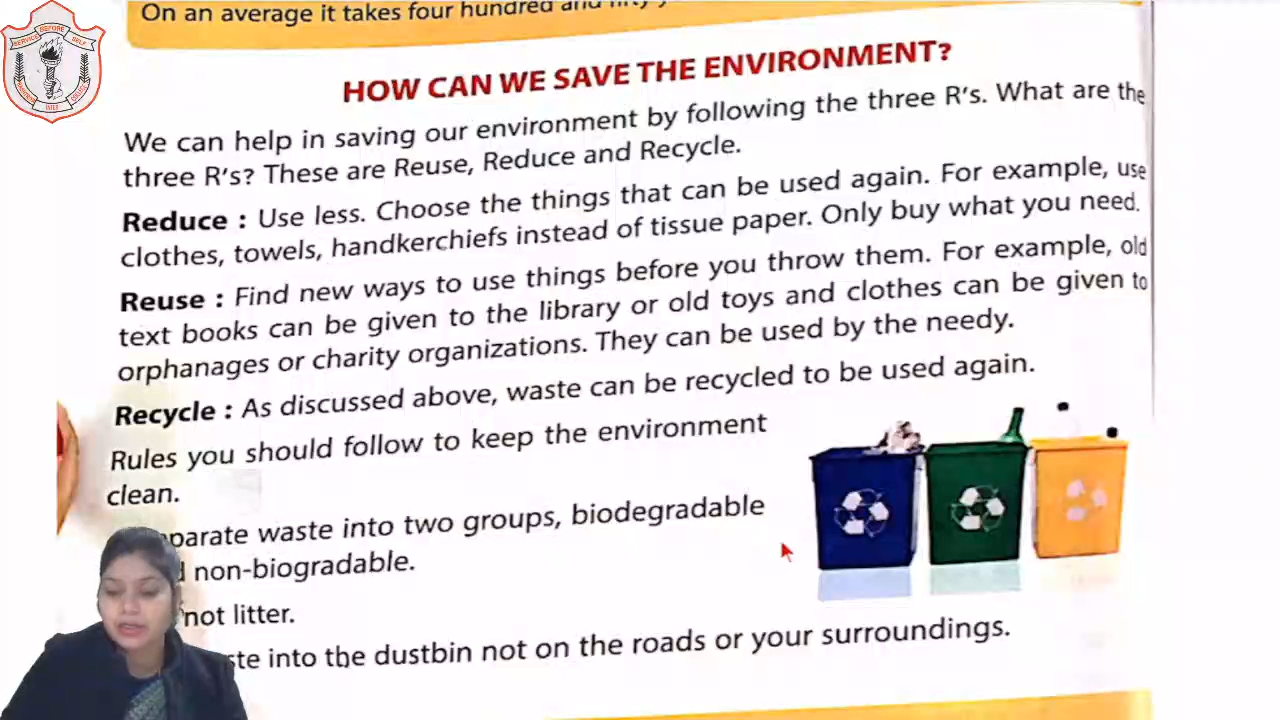 On an average it takes four hundred and fifty
HOW CAN WE SAVE THE ENVIRONMENT?
We can help in saving our environment by following the three R's. What are the
three R's? These are Reuse, Reduce and Recycle.
Reduce : Use less. Choose the things that can be used again. For example, use
clothes, towels, handkerchiefs instead of tissue paper. Only buy what you need.
Reuse : Find new ways to use things before you throw them. For example, old
text books can be given to the library or old toys and clothes can be given to
orphanages or charity organizations. They can be used by the needy.
Recycle : As discussed above, waste can be recycled to be used again.
Rules you should follow to keep the environment
clean.
parate waste into two groups, biodegradable
non-biogradable.
not litter.
ste into the dustbin not on the roads or your surroundings.
SERVICE BEFORE SELF